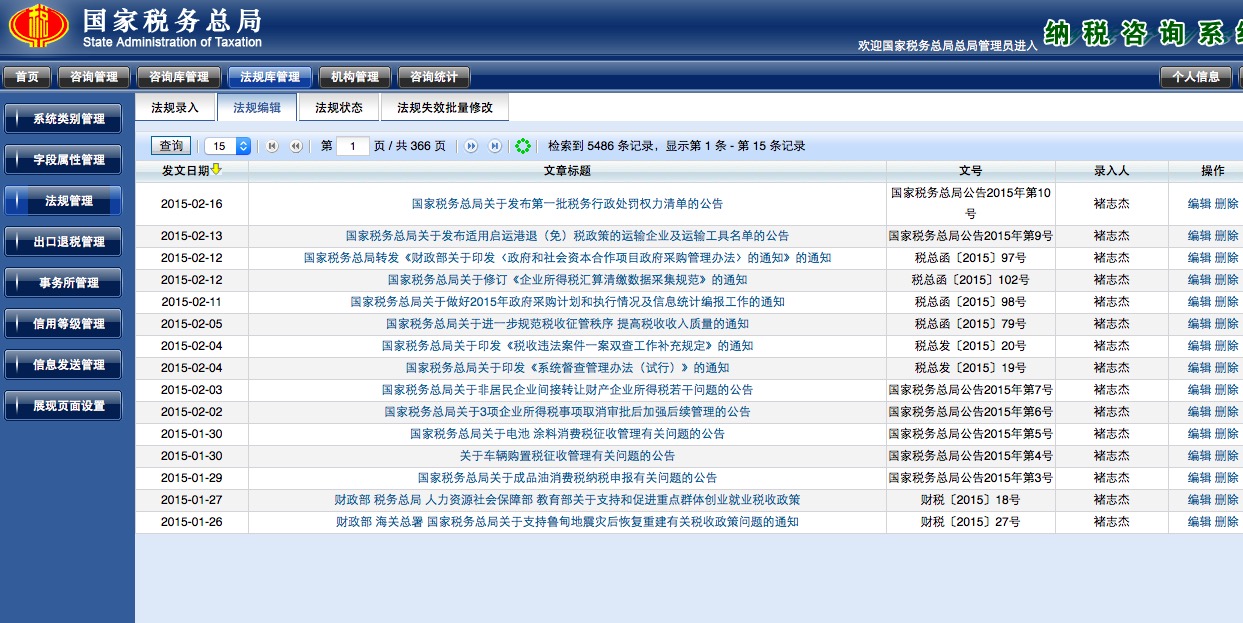 国家税务总局
State Administration of Taxation
欢迎国家税务总局总局管理员进入
纳税咨询系
首页 咨询管理 咨询库管理 法规库管理 机构管理 咨询统计 个人信息
系统类别管理
字段属性管理
法规管理
出口退税管理
事务所管理
信用等级管理
信息发送管理
展现页面设置
法规录入 法规编辑 法规状态 法规失效批量修改
查询 15 第 1 页 / 共 366 页 检索到 5486 条记录，显示第 1 条 - 第 15 条记录
发文日期 文章标题 文号 录入人 操作
2015-02-16 国家税务总局关于发布第一批税务行政处罚权力清单的公告 国家税务总局公告2015年第10号 褚志杰 编辑 删除
2015-02-13 国家税务总局关于发布适用启运港退（免）税政策的运输企业及运输工具名单的公告 国家税务总局公告2015年第9号 褚志杰 编辑 删除
2015-02-12 国家税务总局转发《财政部关于印发〈政府和社会资本合作项目政府采购管理办法〉的通知》的通知 税总函〔2015〕97号 褚志杰 编辑 删除
2015-02-12 国家税务总局关于修订《企业所得税汇算清缴数据采集规范》的通知 税总函〔2015〕102号 褚志杰 编辑 删除
2015-02-11 国家税务总局关于做好2015年政府采购计划和执行情况及信息统计编报工作的通知 税总函〔2015〕98号 褚志杰 编辑 删除
2015-02-05 国家税务总局关于进一步规范税收征管秩序 提高税收收入质量的通知 税总函〔2015〕79号 褚志杰 编辑 删除
2015-02-04 国家税务总局关于印发《税收违法案件一案双查工作补充规定》的通知 税总发〔2015〕20号 褚志杰 编辑 删除
2015-02-04 国家税务总局关于印发《系统督查管理办法（试行）》的通知 税总发〔2015〕19号 褚志杰 编辑 删除
2015-02-03 国家税务总局关于非居民企业间接转让财产企业所得税若干问题的公告 国家税务总局公告2015年第7号 褚志杰 编辑 删除
2015-02-02 国家税务总局关于3项企业所得税事项取消审批后加强后续管理的公告 国家税务总局公告2015年第6号 褚志杰 编辑 删除
2015-01-30 国家税务总局关于电池 涂料消费税征收管理有关问题的公告 国家税务总局公告2015年第5号 褚志杰 编辑 删除
2015-01-30 关于车辆购置税征收管理有关问题的公告 国家税务总局公告2015年第4号 褚志杰 编辑 删除
2015-01-29 国家税务总局关于成品油消费税纳税申报有关问题的公告 国家税务总局公告2015年第3号 褚志杰 编辑 删除
2015-01-27 财政部 税务总局 人力资源社会保障部 教育部关于支持和促进重点群体创业就业税收政策 财税〔2015〕18号 褚志杰 编辑 删除
2015-01-26 财政部 海关总署 国家税务总局关于支持鲁甸地震灾后恢复重建有关税收政策问题的通知 财税〔2015〕27号 褚志杰 编辑 删除